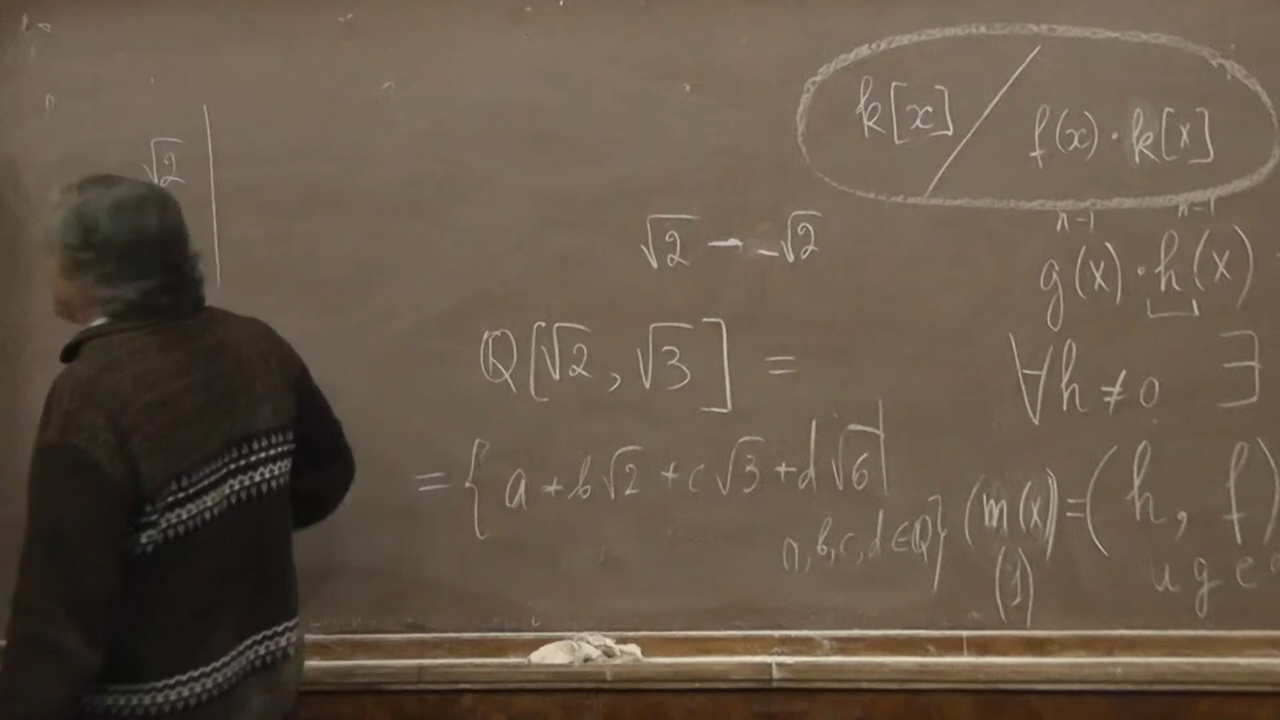 √2
k[x] / f(x) · k[x]
√2 – –√2
n-1 n-1
g(x) · h(x)
Q[√2, √3] =
∀h ≠ 0 ∃
= { a + b√2 + c√3 + d√6 |
a, b, c, d ∈ Q}
(m(x)) = (h, f)
(1)